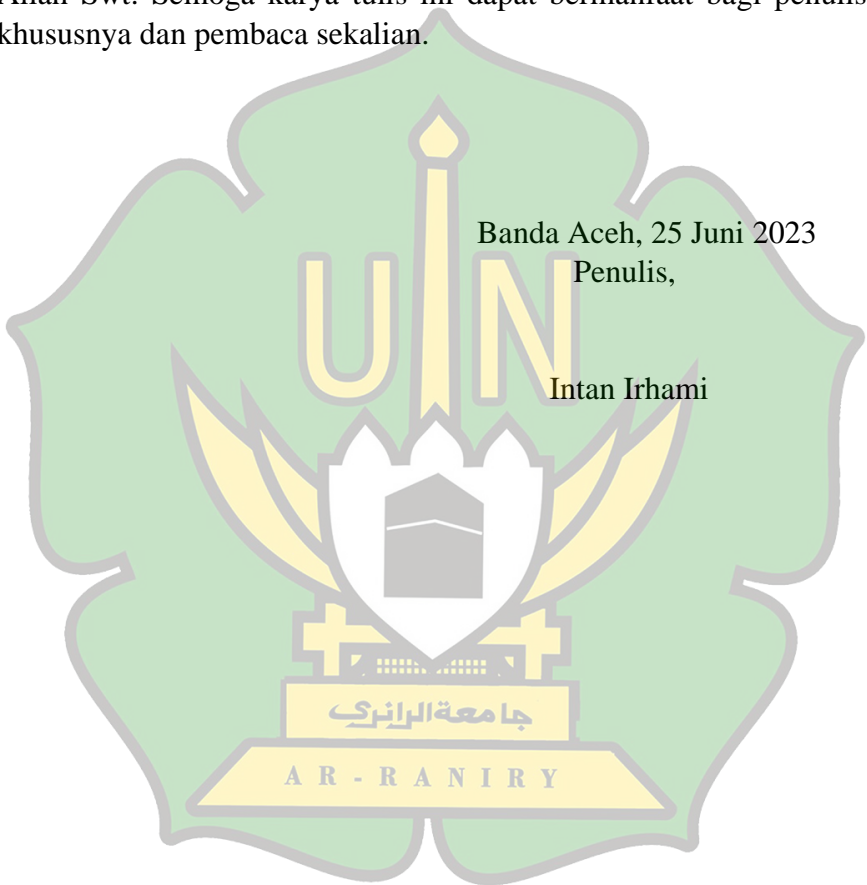 Allah Swt. Semoga karya tulis ini dapat bermanfaat bagi penulis
khususnya dan pembaca sekalian.
Banda Aceh, 25 Juni 2023
Penulis,
Intan Irhami
UIN
جامعة الرانري
AR-RANIRY